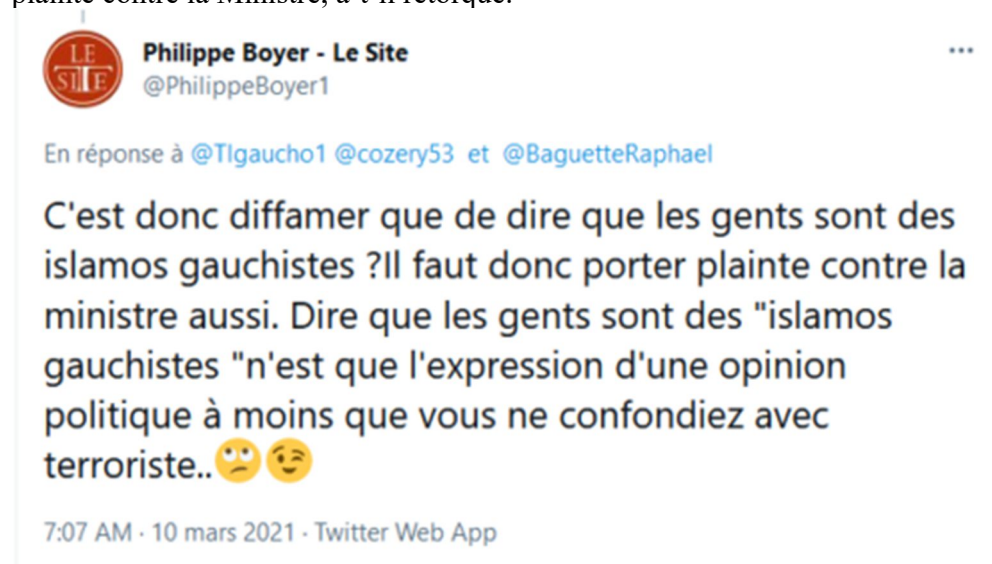 plainte contre la Ministre, a-t-il rétorqué:
LE
SITE
Philippe Boyer - Le Site
@PhilippeBoyer1
En réponse à @TIgaucho1 @cozery53 et @BaguetteRaphael
C'est donc diffamer que de dire que les gents sont des
islamos gauchistes ?Il faut donc porter plainte contre la
ministre aussi. Dire que les gents sont des "islamos
gauchistes "n'est que l'expression d'une opinion
politique à moins que vous ne confondiez avec
terroriste..🙄😉
7:07 AM · 10 mars 2021 · Twitter Web App